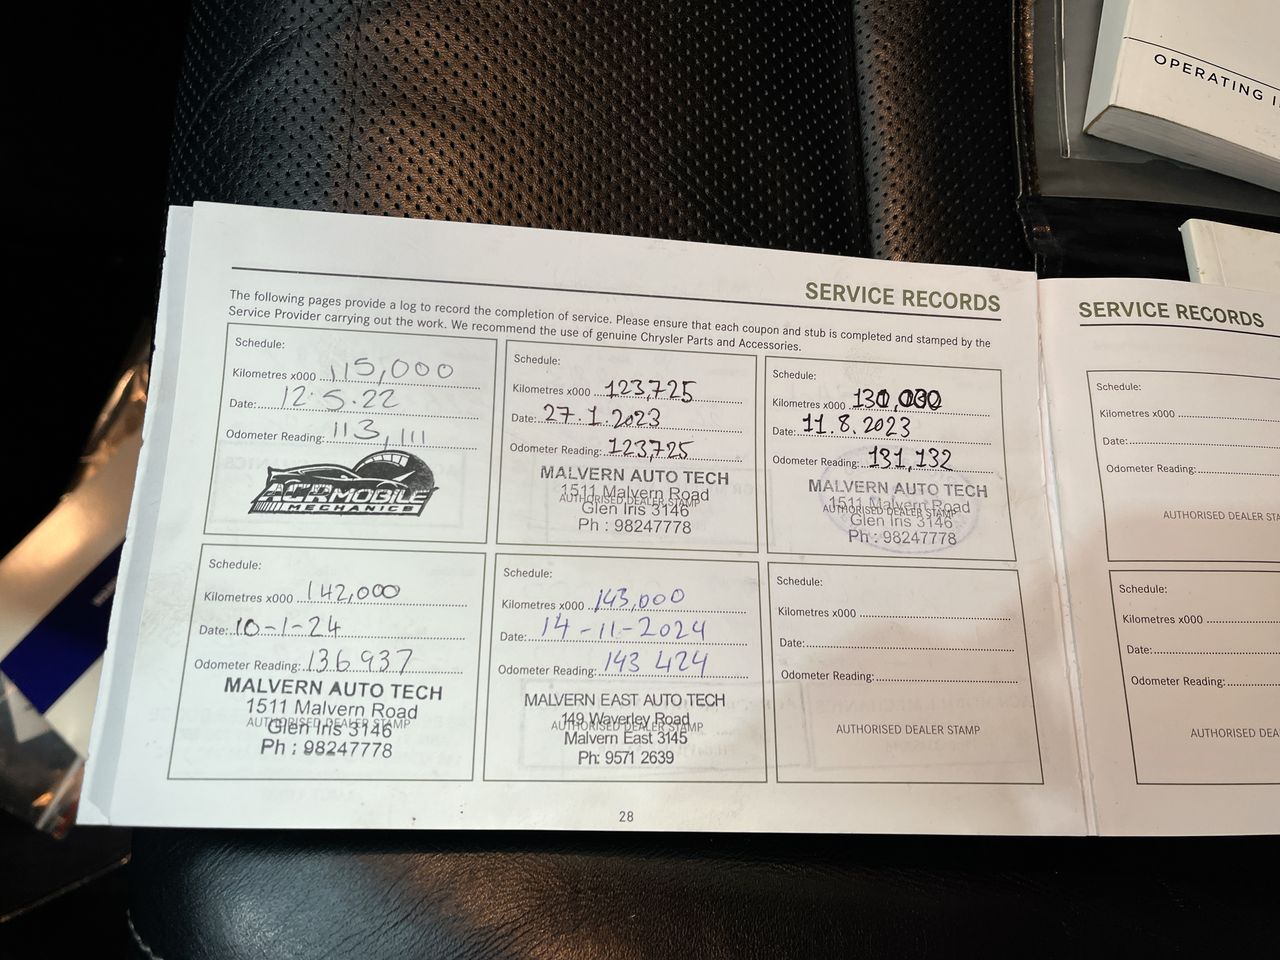 OPERATING I
SERVICE RECORDS
The following pages provide a log to record the completion of service. Please ensure that each coupon and stub is completed and stamped by the
Service Provider carrying out the work. We recommend the use of genuine Chrysler Parts and Accessories.
Schedule:
Kilometres x000 115,000
Date: 12.5.22
Odometer Reading: 113,111
ACR MOBILE
MECHANICS
Schedule:
Kilometres x000 123,725
Date: 27.1.2023
Odometer Reading: 123,725
MALVERN AUTO TECH
1511 Malvern Road
AUTHORISED DEALER STAMP
Glen Iris 3146
Ph : 98247778
Schedule:
Kilometres x000
Date: 11.8.2023
Odometer Reading: 131,132
MALVERN AUTO TECH
1511 Malvern Road
AUTHORISED DEALER STAMP
Glen Iris 3146
Ph : 98247778
Schedule:
Kilometres x000 142,000
Date: 10-1-24
Odometer Reading: 136937
MALVERN AUTO TECH
1511 Malvern Road
AUTHORISED DEALER STAMP
Glen Iris 3146
Ph : 98247778
Schedule:
Kilometres x000 143,000
Date: 14-11-2024
Odometer Reading: 143 424
MALVERN EAST AUTO TECH
149 Waverley Road
AUTHORISED DEALER STAMP
Malvern East 3145
Ph: 9571 2639
Schedule:
Kilometres x000
Date:
Odometer Reading:
AUTHORISED DEALER STAMP
28
SERVICE RECORDS
Schedule:
Kilometres x000
Date:
Odometer Reading:
AUTHORISED DEALER ST
Schedule:
Kilometres x000
Date:
Odometer Reading:
AUTHORISED DEA